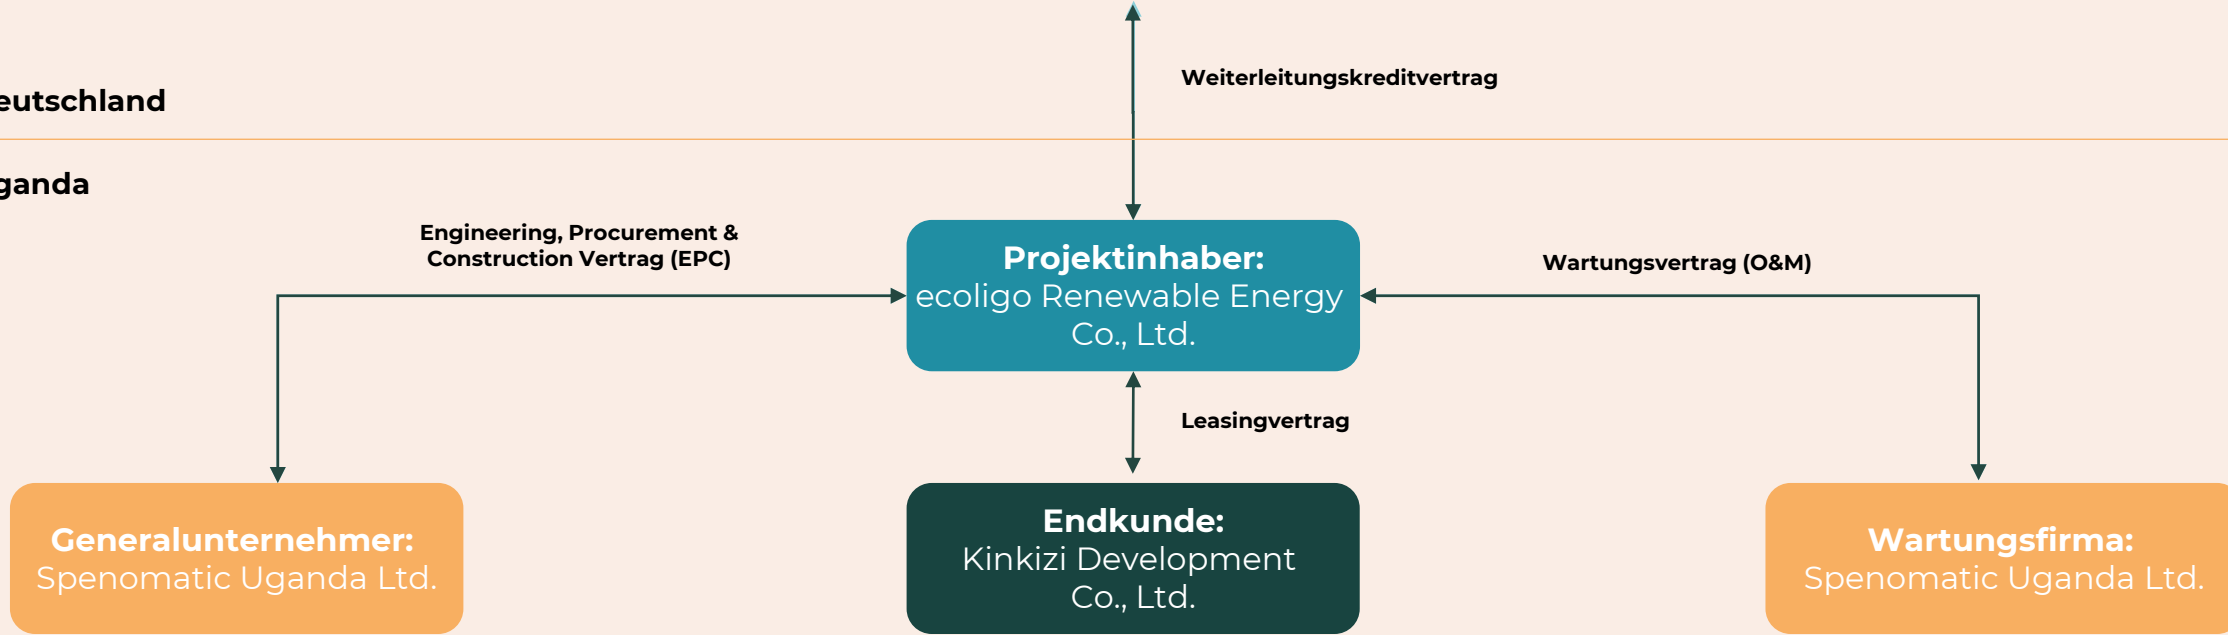 Weiterleitungskreditvertrag
eutschland
ganda
Engineering, Procurement &
Construction Vertrag (EPC)
Projektinhaber:
ecoligo Renewable Energy
Co., Ltd.
Wartungsvertrag (O&M)
Leasingvertrag
Generalunternehmer:
Spenomatic Uganda Ltd.
Endkunde:
Kinkizi Development
Co., Ltd.
Wartungsfirma:
Spenomatic Uganda Ltd.